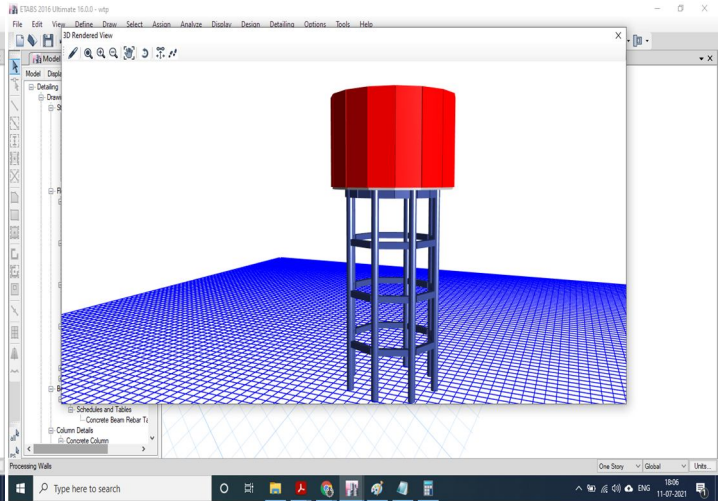 ETABS 2016 Ultimate 16.0.0 - wtp
File Edit View Define Draw Select Assign Analyze Display Design Detailing Options Tools Help
3D Rendered View X
Model
Model Displa
Detailing
Concrete Beam Rebar Ta
Schedules and Tables
Column Details
Concrete Column
Processing Walls One Story Global Units...
Type here to search ENG 18:06
11-07-2021